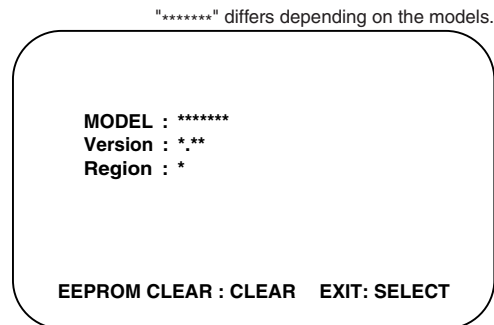 "*******" differs depending on the models.
MODEL : *******
Version : *.**
Region : *
EEPROM CLEAR : CLEAR EXIT: SELECT